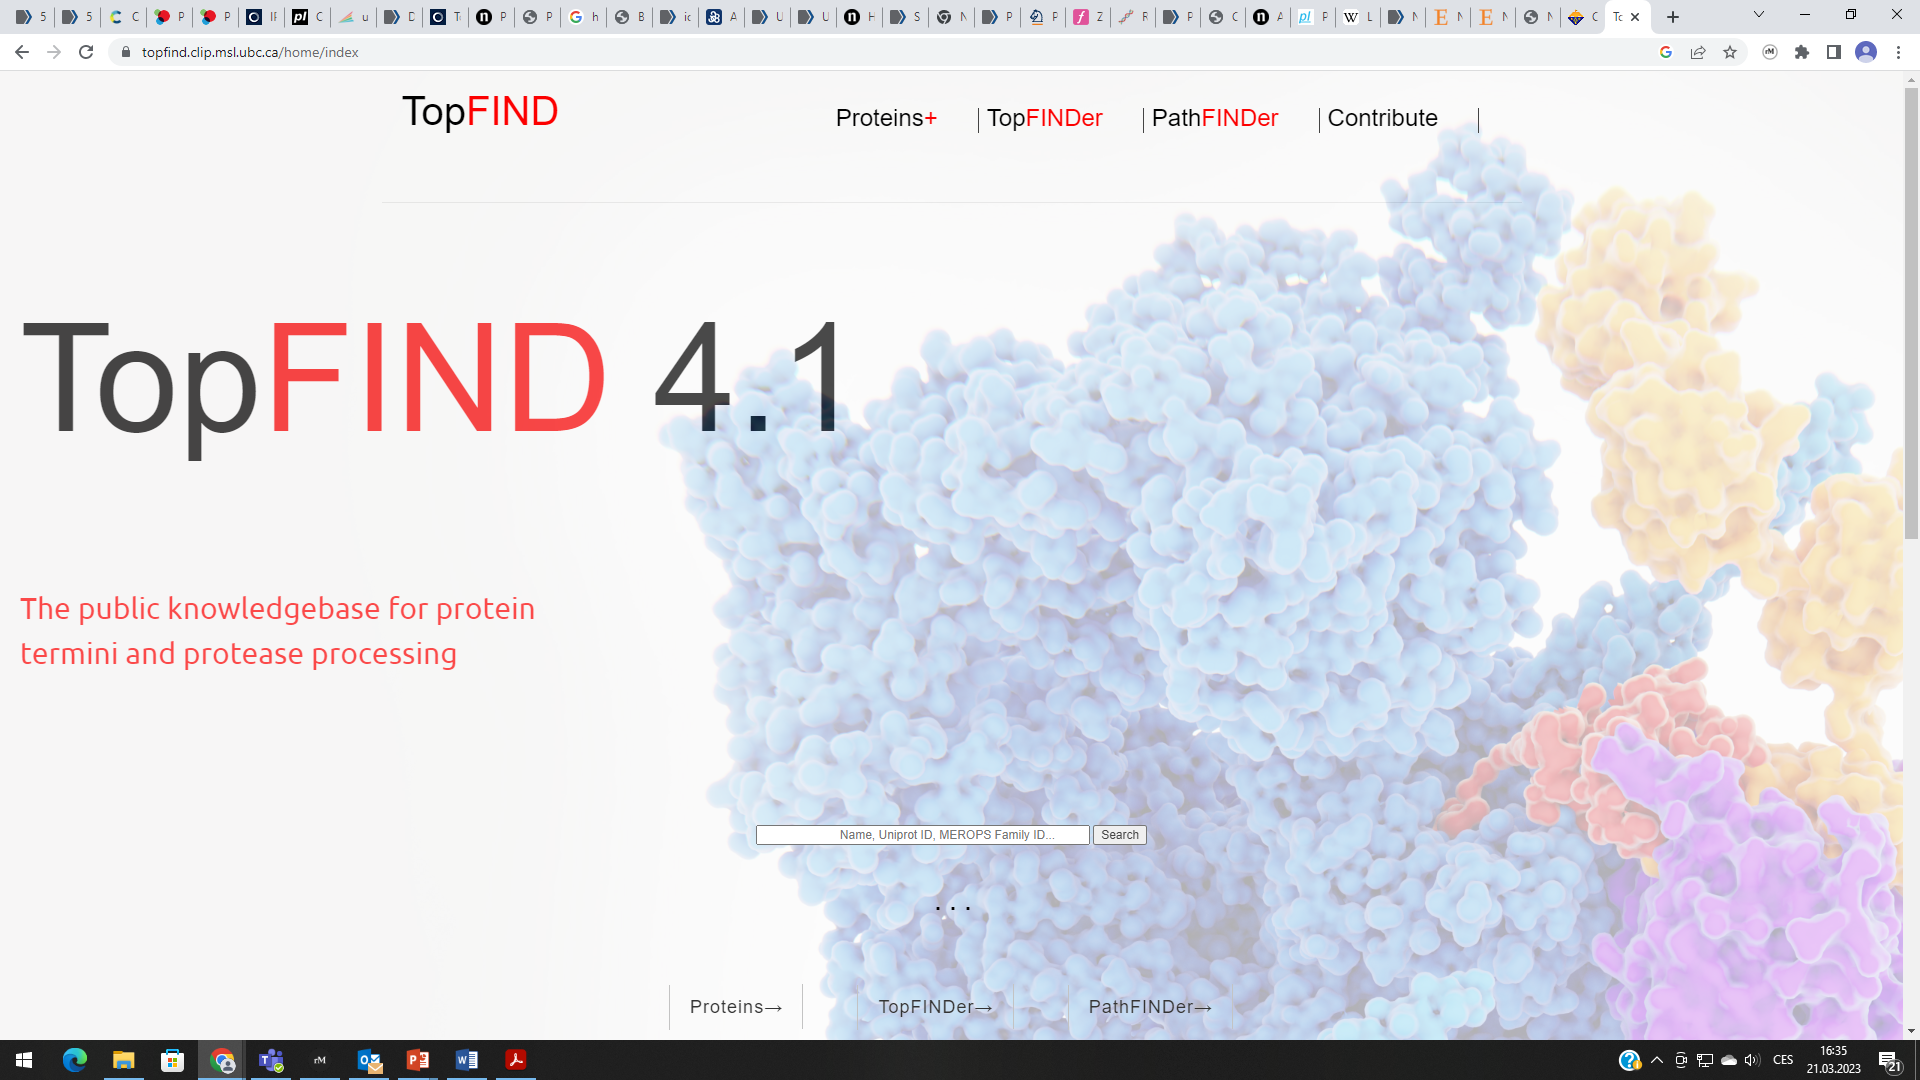 topfind.clip.msl.ubc.ca/home/index
TopFIND
Proteins+
TopFINDer
PathFINDer
Contribute
TopFIND 4.1
The public knowledgebase for protein
termini and protease processing
Name, Uniprot ID, MEROPS Family ID...
Search
. . .
Proteins→
TopFINDer→
PathFINDer→
CES
16:35
21.03.2023
21